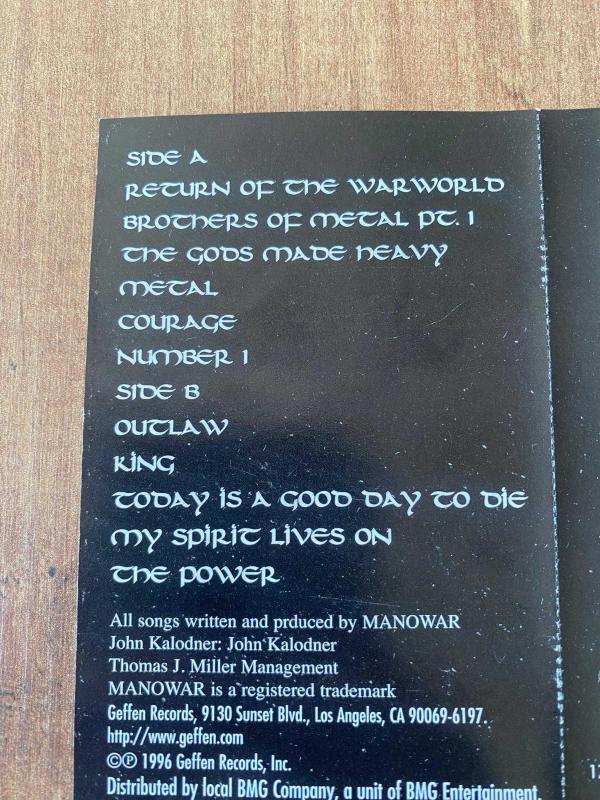 SIDE A
RETURN OF THE WARWORLD
BROTHERS OF METAL PT. 1
THE GODS MADE HEAVY
METAL
COURAGE
NUMBER 1
SIDE B
OUTLAW
KING
TODAY IS A GOOD DAY TO DIE
MY SPIRIT LIVES ON
THE POWER
All songs written and prduced by MANOWAR
John Kalodner: John Kalodner
Thomas J. Miller Management
MANOWAR is a registered trademark
Geffen Records, 9130 Sunset Blvd., Los Angeles, CA 90069-6197.
http://www.geffen.com
©℗ 1996 Geffen Records, Inc.
Distributed by local BMG Company, a unit of BMG Entertainment.